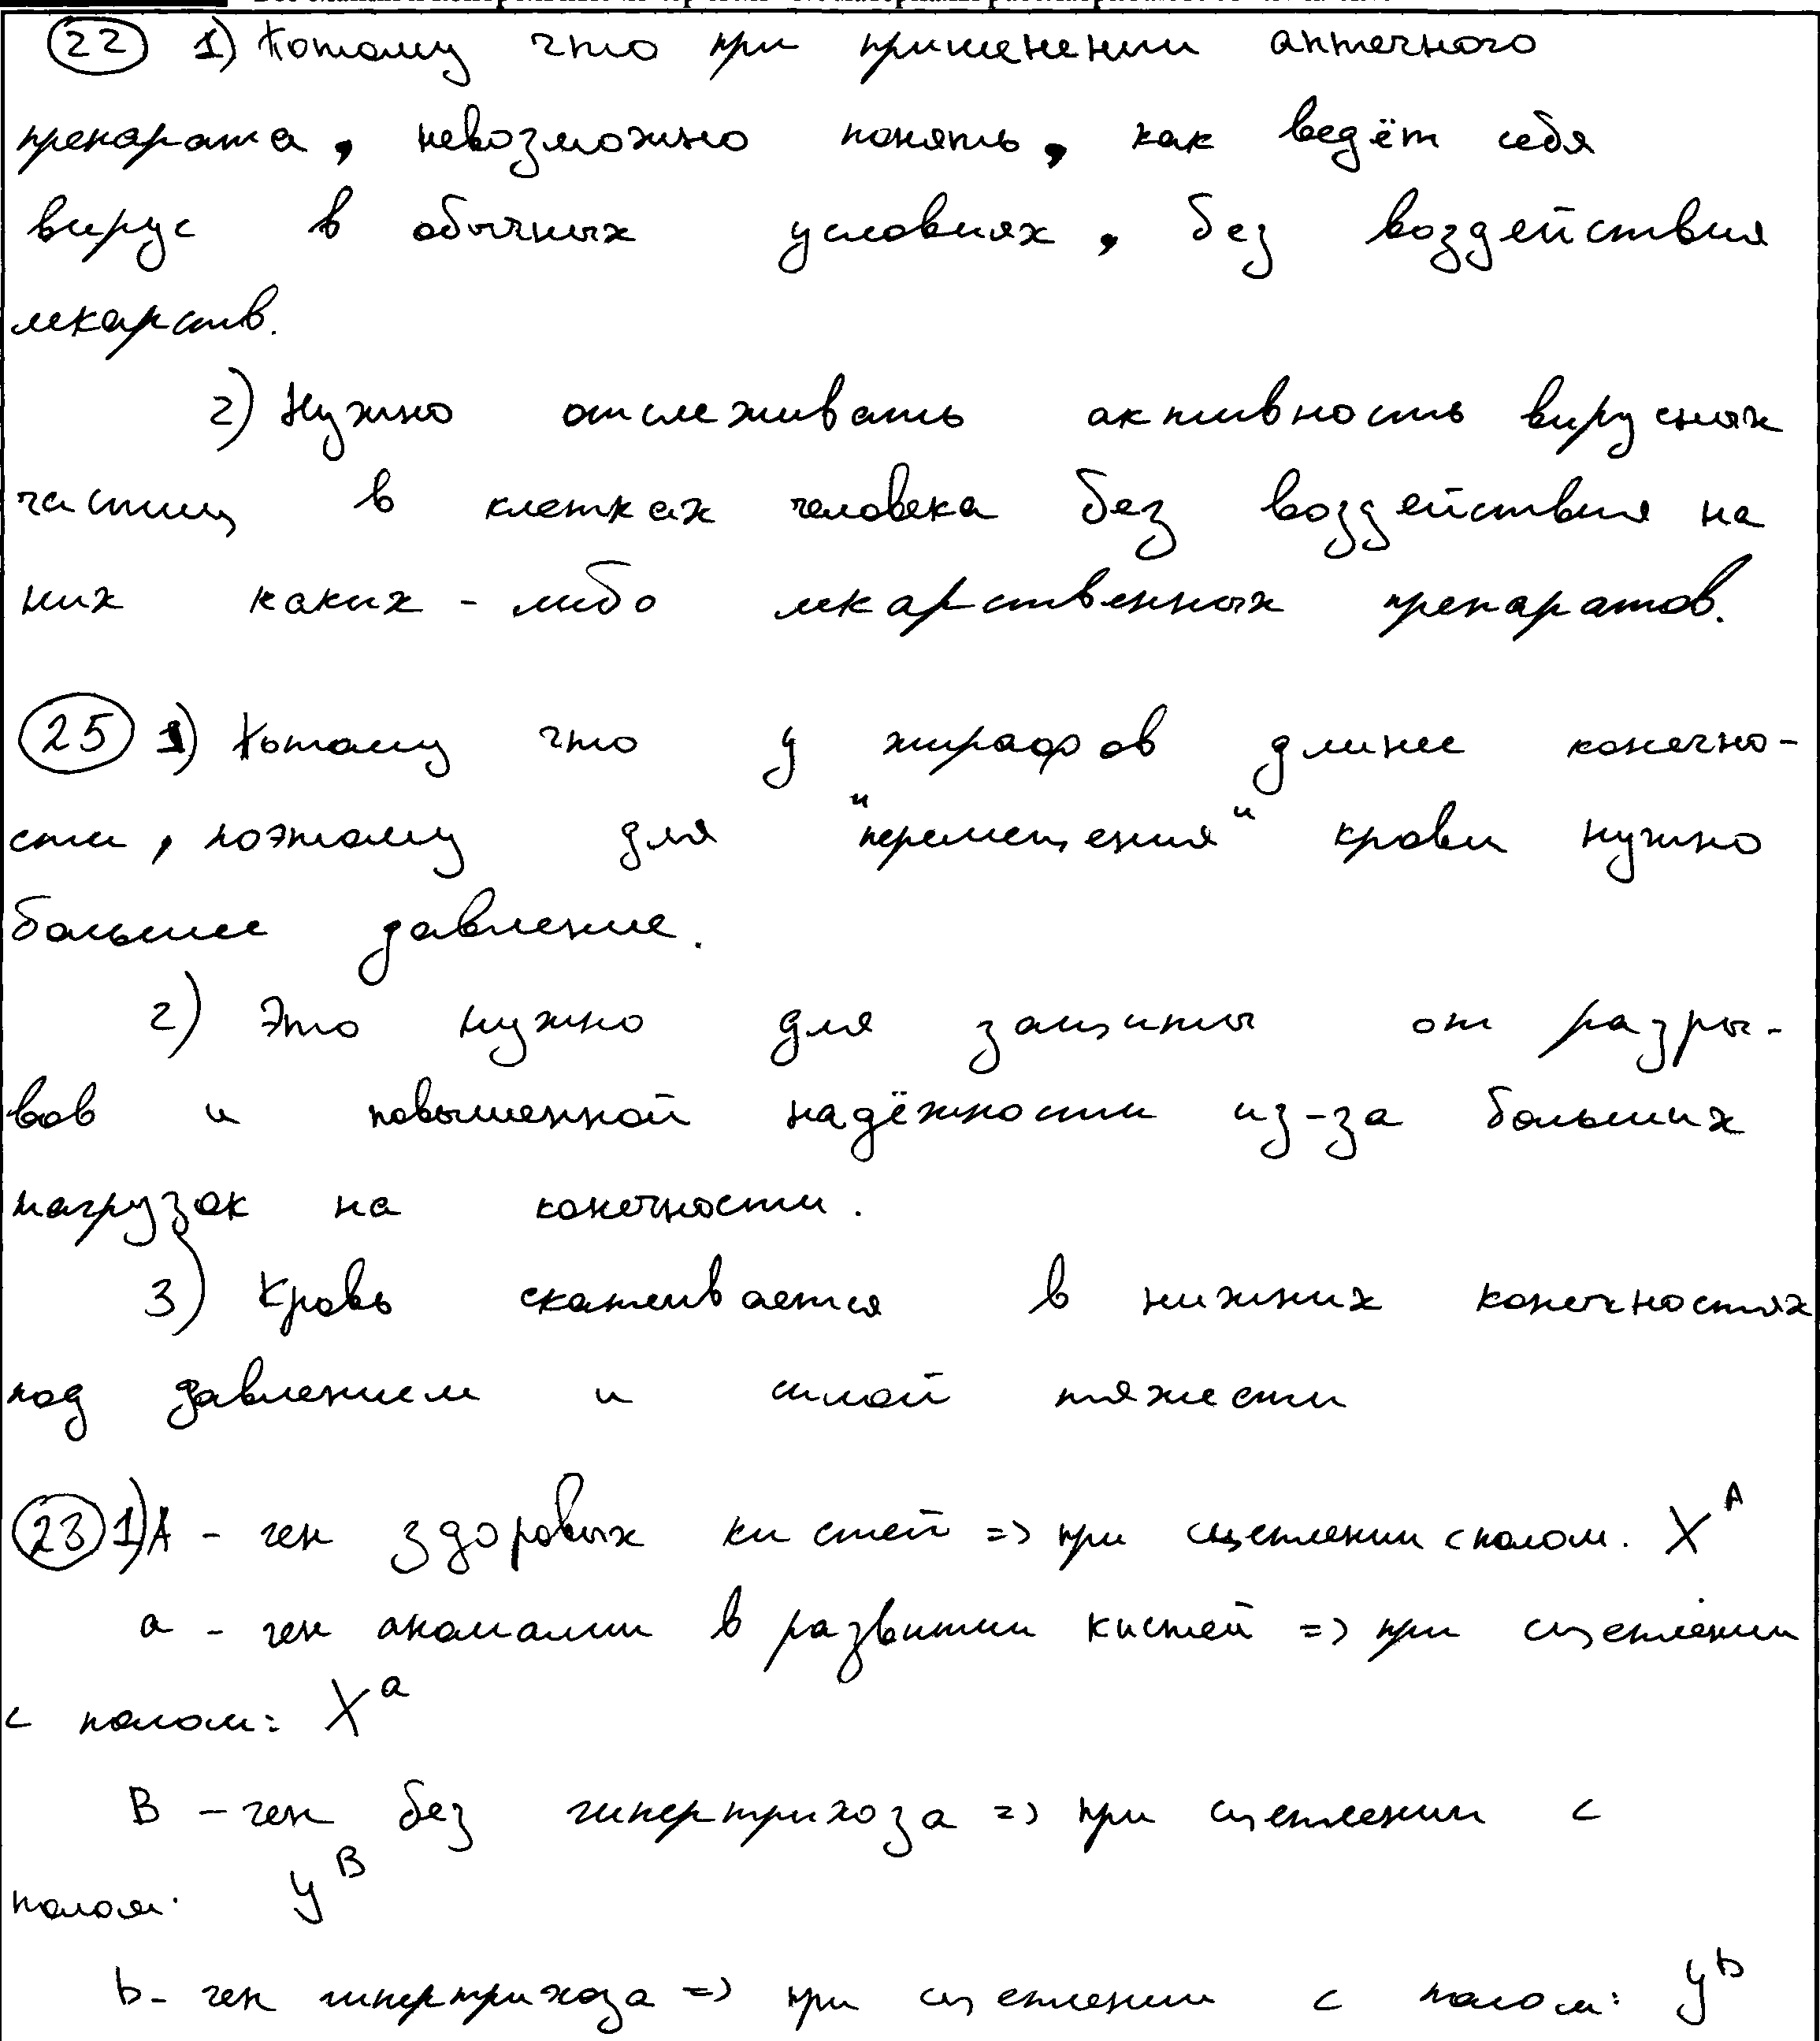 22 1) Потому что при применении аптечного
препарата, невозможно понять, как ведёт себя
вирус в обычных условиях, без воздействия
лекарств.
2) Нужно отслеживать активность вирусных
частиц в клетках человека без воздействия на
них каких-либо лекарственных препаратов.
25 1) Потому что у жирафов длинее конечно-
сти, поэтому для "перемещения" крови нужно
большее давление.
2) Это нужно для защиты от разры-
вов и повышенной надёжности из-за больших
нагрузок на конечности.
3) Кровь скапливается в нижних конечностях
под давлением и силой тяжести
23 1) A - ген здоровых кистей => при сцеплении с полом. X^A
a - ген аномалии в развитии кистей => при сцеплении
с полом: X^a
B - ген без гипертрихоза => при сцеплении с
полом: Y^B
b - ген гипертрихоза => при сцеплении с полом: Y^b